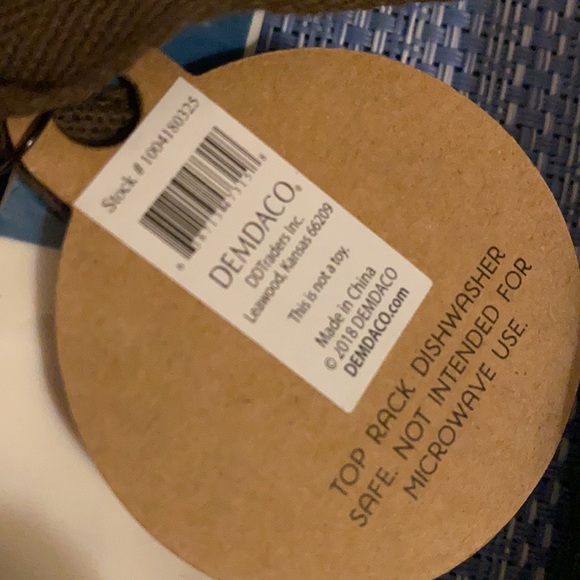 Stock # 1004180325
DEMDACO®
DDTraders Inc.
Leawood, Kansas 66209
This is not a toy.
Made in China
© 2018 DEMDACO
DEMDACO.com
TOP RACK DISHWASHER
SAFE. NOT INTENDED FOR
MICROWAVE USE.